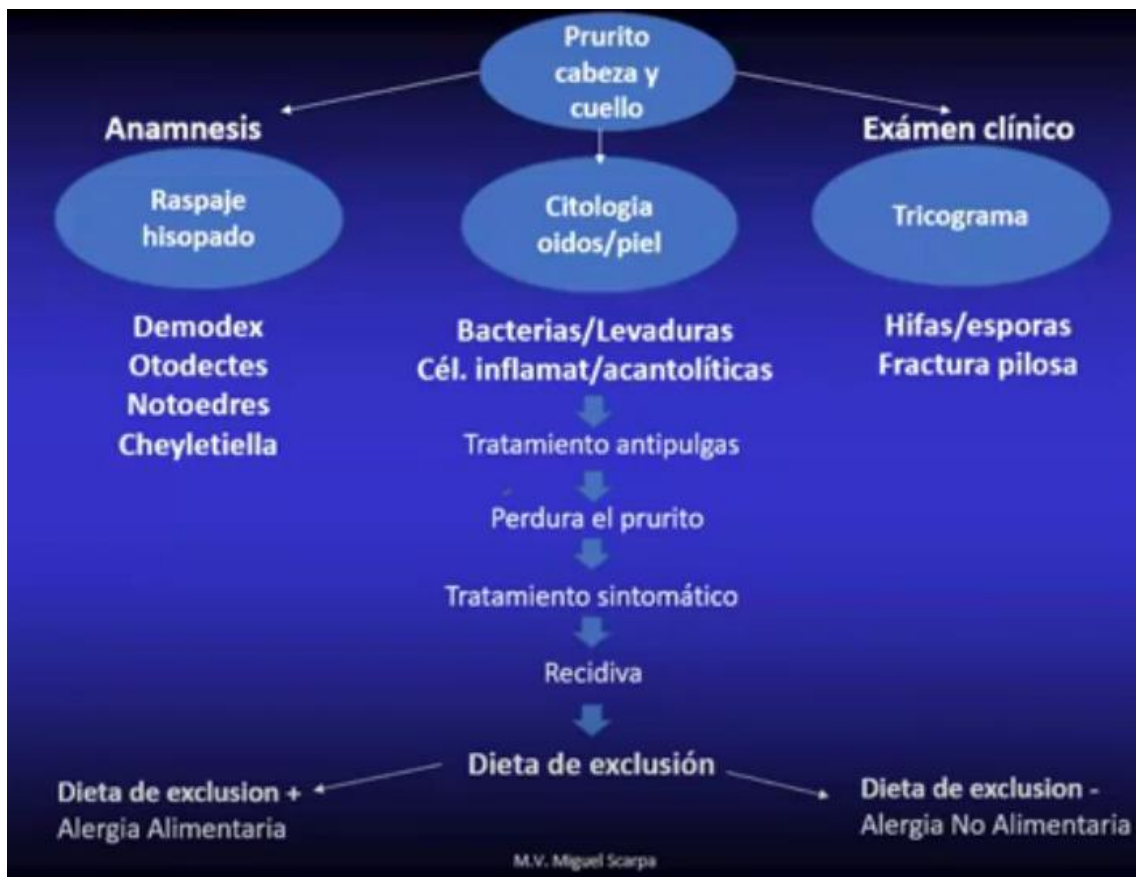 Prurito
cabeza y
cuello
Anamnesis
Exámen clínico
Raspaje
hisopado
Citologia
oidos/piel
Tricograma
Demodex
Otodectes
Notoedres
Cheyletiella
Bacterias/Levaduras
Cél. inflamat/acantolíticas
Hifas/esporas
Fractura pilosa
Tratamiento antipulgas
Perdura el prurito
Tratamiento sintomático
Recidiva
Dieta de exclusión
Dieta de exclusion +
Alergia Alimentaria
Dieta de exclusion -
Alergia No Alimentaria
M.V. Miguel Scarpa